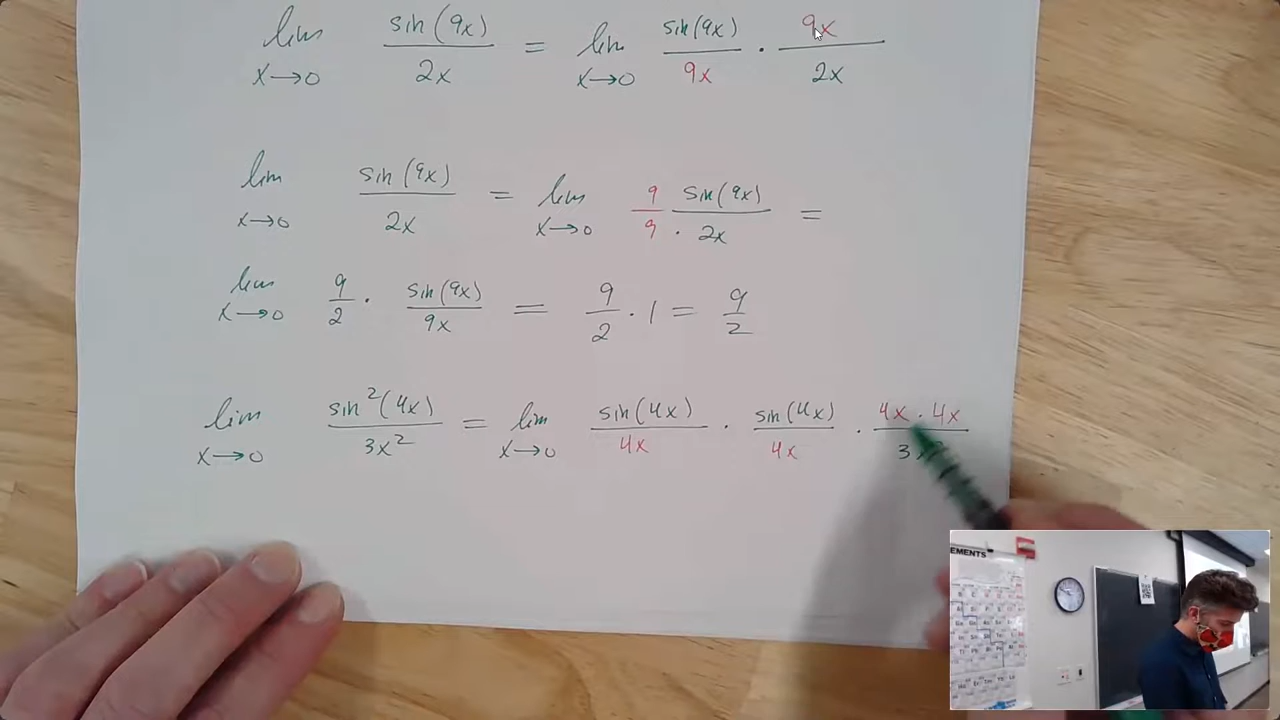 lim x→0 sin(9x)/2x = lim x→0 sin(9x)/9x · 9x/2x
lim x→0 sin(9x)/2x = lim x→0 9/9 · sin(9x)/2x =
lim x→0 9/2 · sin(9x)/9x = 9/2 · 1 = 9/2
lim x→0 sin²(4x)/3x² = lim x→0 sin(4x)/4x · sin(4x)/4x · 4x·4x/3x
EMENTS